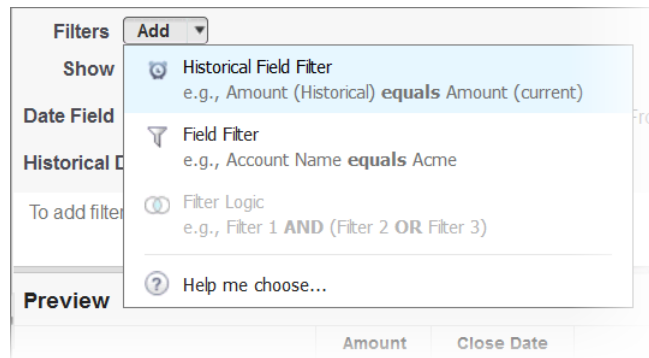 Filters Add
Show
Historical Field Filter
e.g., Amount (Historical) equals Amount (current)
Date Field
Field Filter
e.g., Account Name equals Acme
Historical D
Filter Logic
e.g., Filter 1 AND (Filter 2 OR Filter 3)
To add filter
Help me choose...
Preview
Amount Close Date